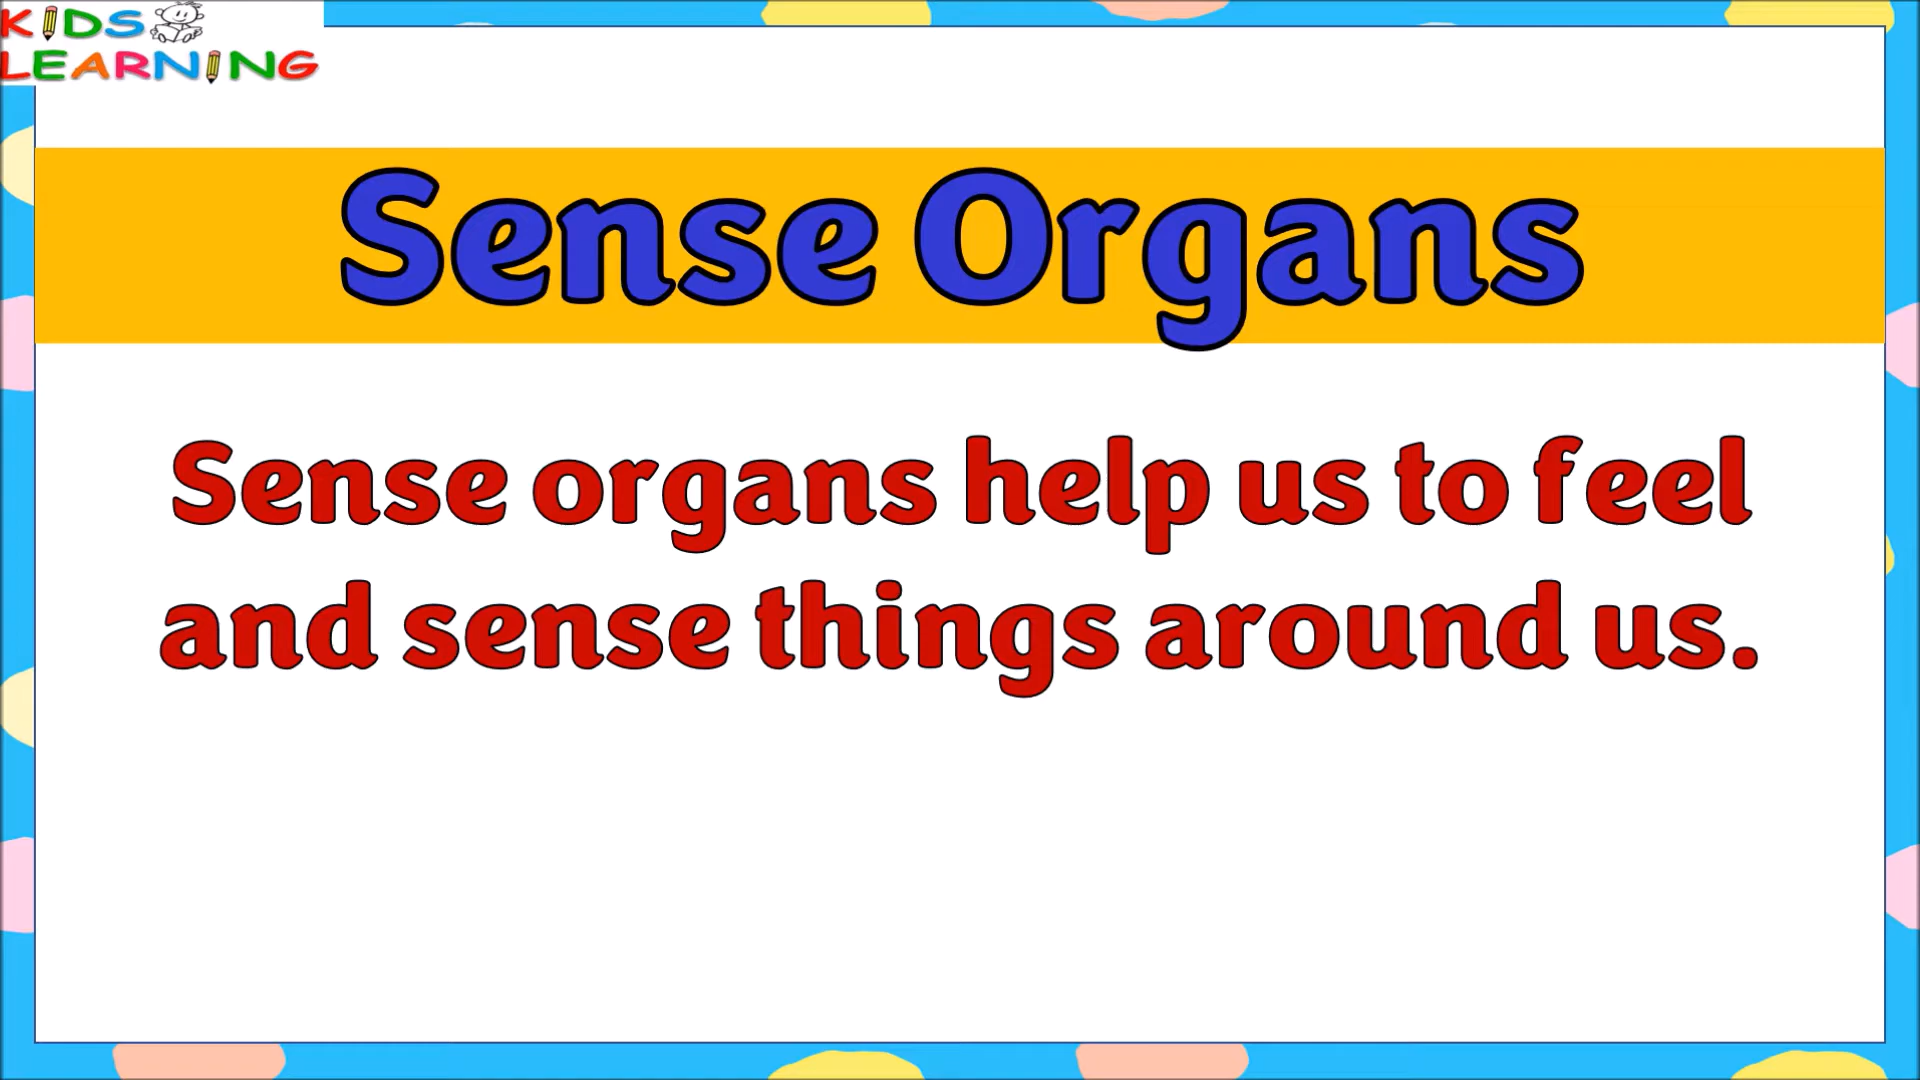 KIDS
LEARNING
Sense Organs
Sense organs help us to feel
and sense things around us.